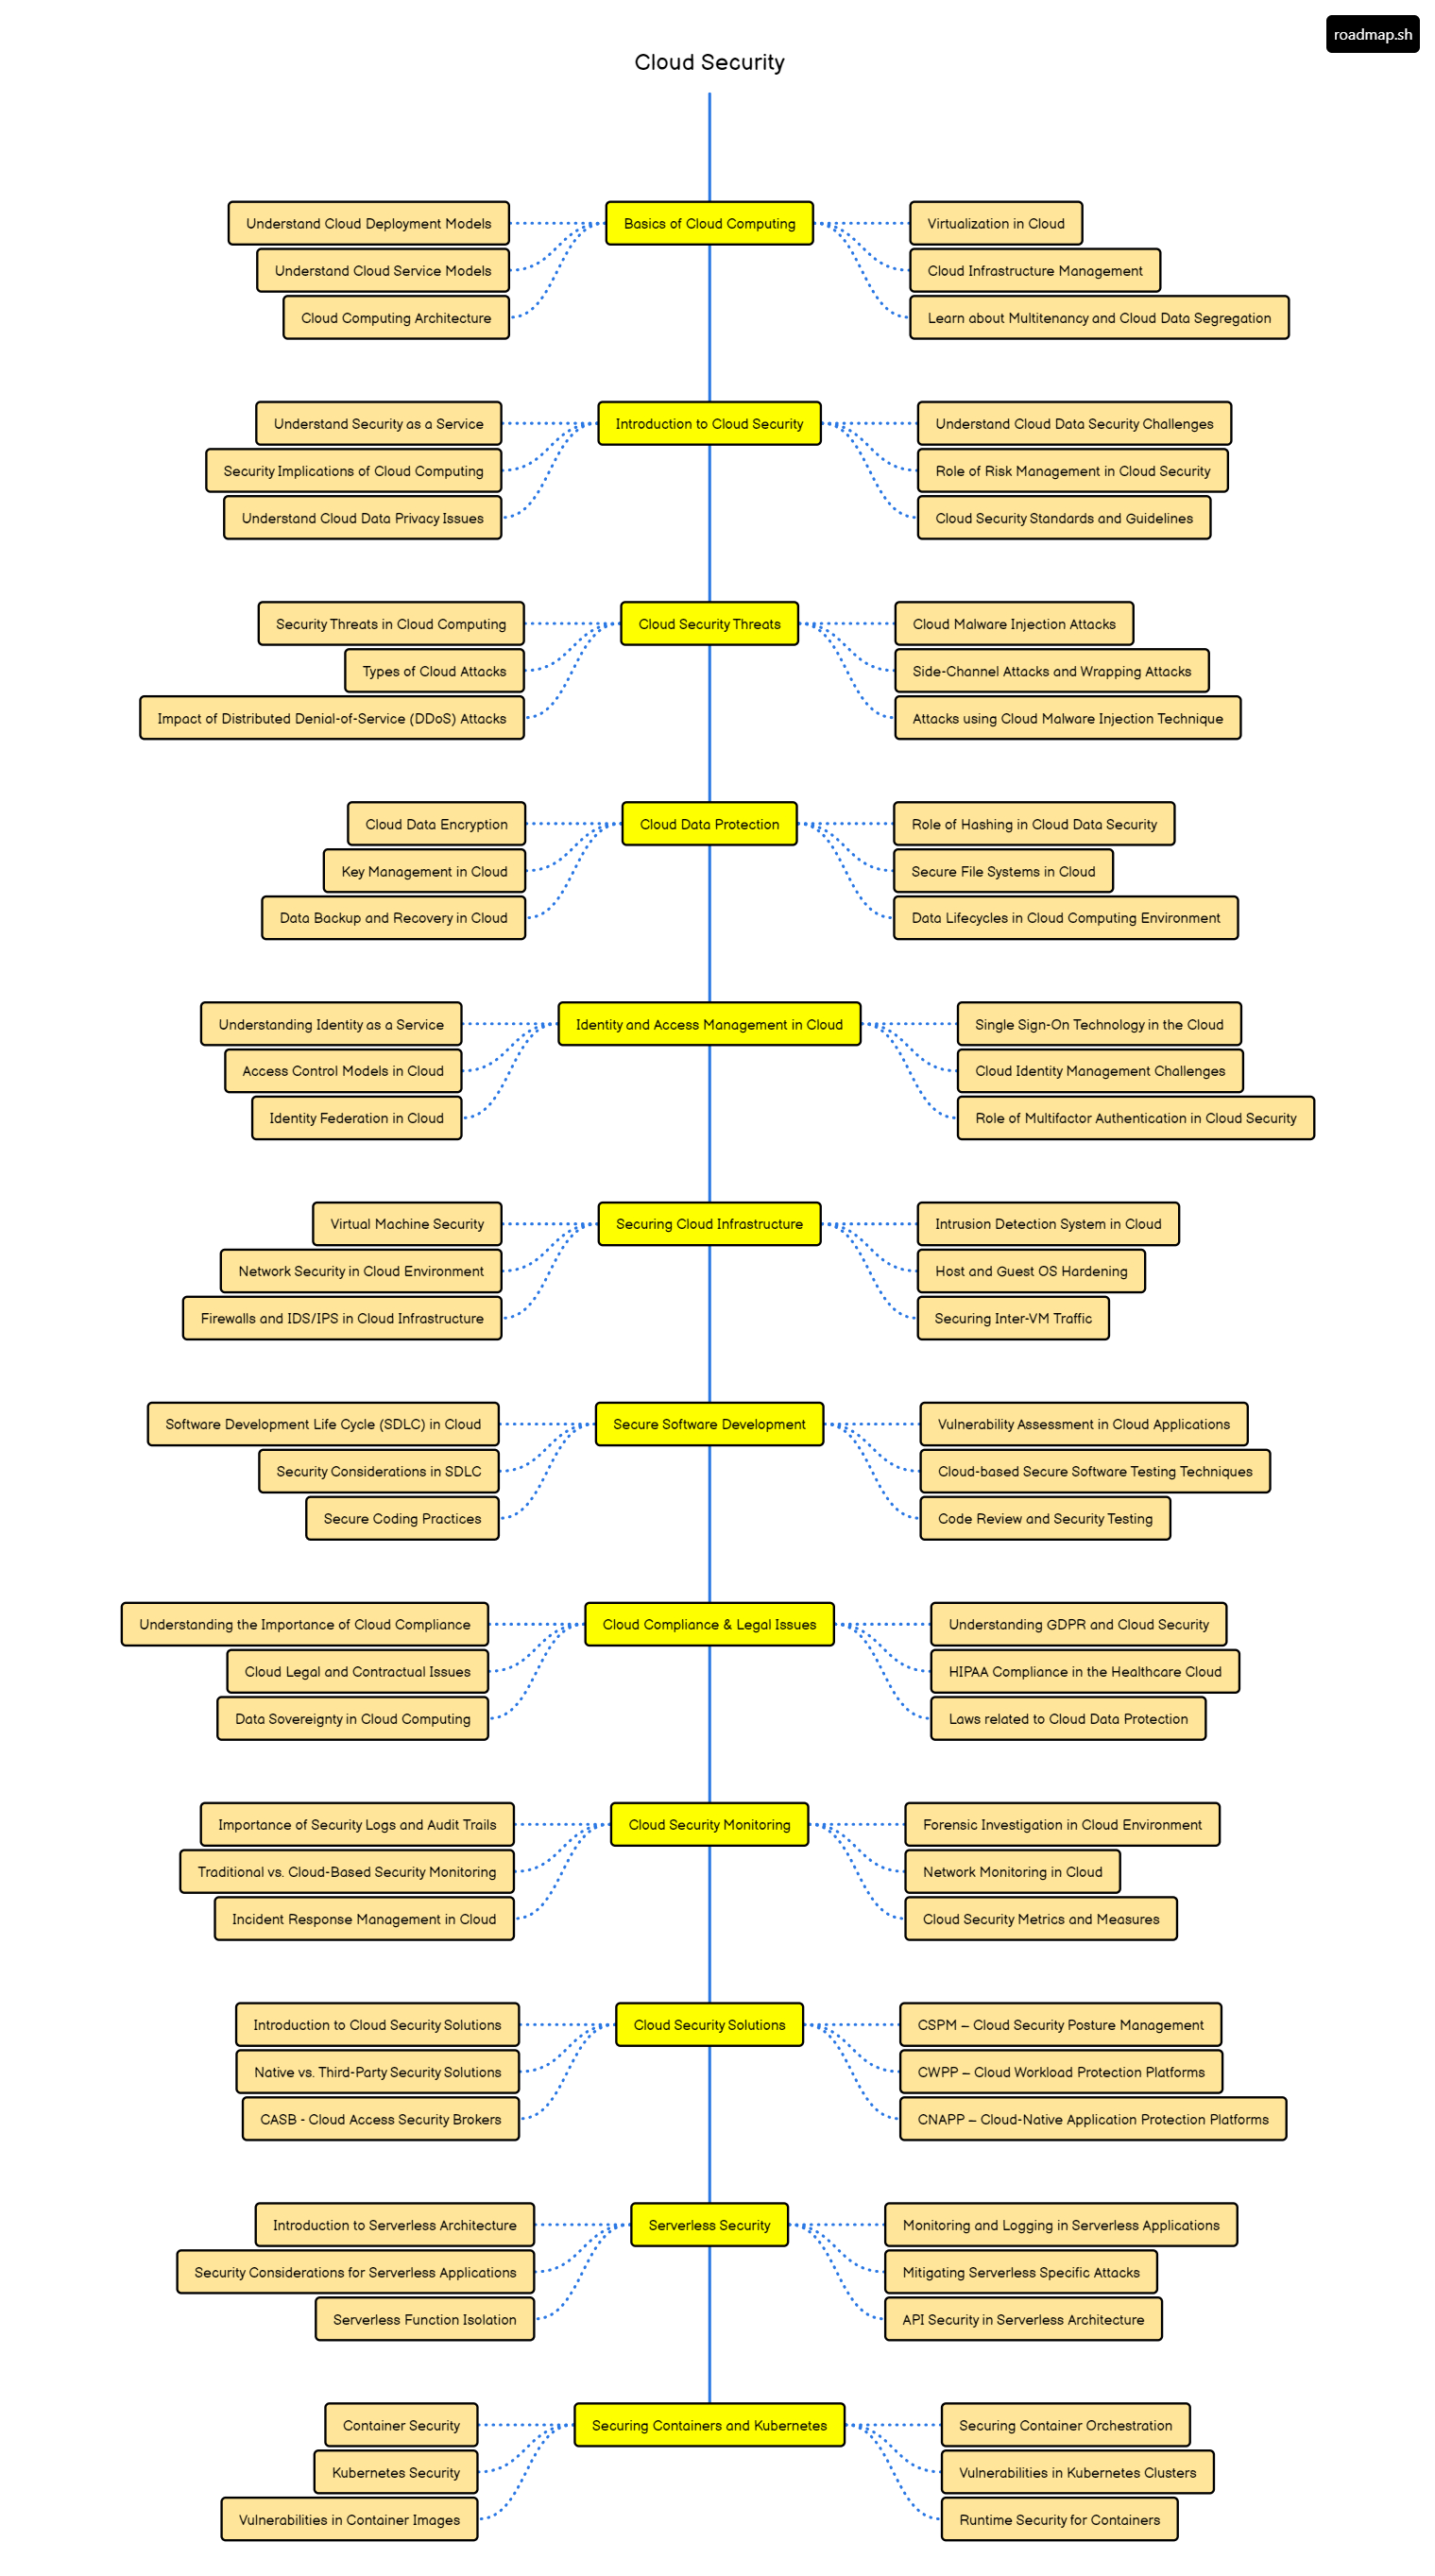 roadmap.sh
Cloud Security
Basics of Cloud Computing
Understand Cloud Deployment Models
Understand Cloud Service Models
Cloud Computing Architecture
Virtualization in Cloud
Cloud Infrastructure Management
Learn about Multitenancy and Cloud Data Segregation
Introduction to Cloud Security
Understand Security as a Service
Security Implications of Cloud Computing
Understand Cloud Data Privacy Issues
Understand Cloud Data Security Challenges
Role of Risk Management in Cloud Security
Cloud Security Standards and Guidelines
Cloud Security Threats
Security Threats in Cloud Computing
Types of Cloud Attacks
Impact of Distributed Denial-of-Service (DDoS) Attacks
Cloud Malware Injection Attacks
Side-Channel Attacks and Wrapping Attacks
Attacks using Cloud Malware Injection Technique
Cloud Data Protection
Cloud Data Encryption
Key Management in Cloud
Data Backup and Recovery in Cloud
Role of Hashing in Cloud Data Security
Secure File Systems in Cloud
Data Lifecycles in Cloud Computing Environment
Identity and Access Management in Cloud
Understanding Identity as a Service
Access Control Models in Cloud
Identity Federation in Cloud
Single Sign-On Technology in the Cloud
Cloud Identity Management Challenges
Role of Multifactor Authentication in Cloud Security
Securing Cloud Infrastructure
Virtual Machine Security
Network Security in Cloud Environment
Firewalls and IDS/IPS in Cloud Infrastructure
Intrusion Detection System in Cloud
Host and Guest OS Hardening
Securing Inter-VM Traffic
Secure Software Development
Software Development Life Cycle (SDLC) in Cloud
Security Considerations in SDLC
Secure Coding Practices
Vulnerability Assessment in Cloud Applications
Cloud-based Secure Software Testing Techniques
Code Review and Security Testing
Cloud Compliance & Legal Issues
Understanding the Importance of Cloud Compliance
Cloud Legal and Contractual Issues
Data Sovereignty in Cloud Computing
Understanding GDPR and Cloud Security
HIPAA Compliance in the Healthcare Cloud
Laws related to Cloud Data Protection
Cloud Security Monitoring
Importance of Security Logs and Audit Trails
Traditional vs. Cloud-Based Security Monitoring
Incident Response Management in Cloud
Forensic Investigation in Cloud Environment
Network Monitoring in Cloud
Cloud Security Metrics and Measures
Cloud Security Solutions
Introduction to Cloud Security Solutions
Native vs. Third-Party Security Solutions
CASB - Cloud Access Security Brokers
CSPM – Cloud Security Posture Management
CWPP – Cloud Workload Protection Platforms
CNAPP – Cloud-Native Application Protection Platforms
Serverless Security
Introduction to Serverless Architecture
Security Considerations for Serverless Applications
Serverless Function Isolation
Monitoring and Logging in Serverless Applications
Mitigating Serverless Specific Attacks
API Security in Serverless Architecture
Securing Containers and Kubernetes
Container Security
Kubernetes Security
Vulnerabilities in Container Images
Securing Container Orchestration
Vulnerabilities in Kubernetes Clusters
Runtime Security for Containers